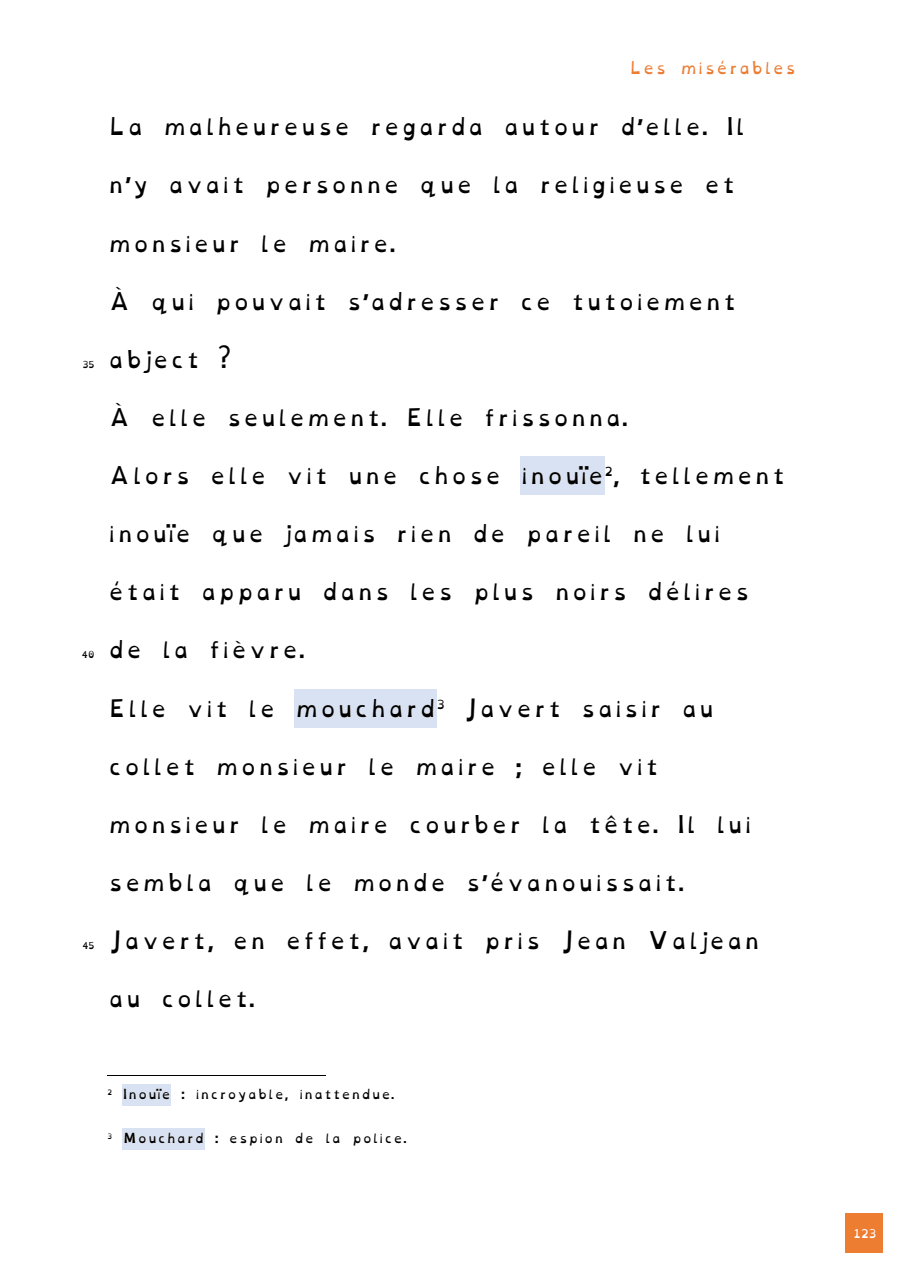 Les misérables
La malheureuse regarda autour d'elle. Il
n'y avait personne que la religieuse et
monsieur le maire.
À qui pouvait s'adresser ce tutoiement
35 abject ?
À elle seulement. Elle frissonna.
Alors elle vit une chose inouïe², tellement
inouïe que jamais rien de pareil ne lui
était apparu dans les plus noirs délires
40 de la fièvre.
Elle vit le mouchard³ Javert saisir au
collet monsieur le maire ; elle vit
monsieur le maire courber la tête. Il lui
sembla que le monde s'évanouissait.
45 Javert, en effet, avait pris Jean Valjean
au collet.
² Inouïe : incroyable, inattendue.
³ Mouchard : espion de la police.
123